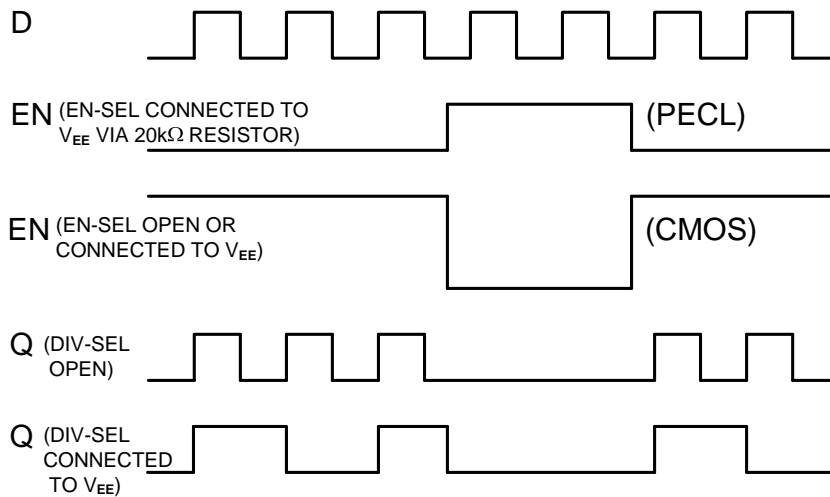 D
EN (EN-SEL CONNECTED TO
VEE VIA 20kΩ RESISTOR)
(PECL)
EN (EN-SEL OPEN OR
CONNECTED TO VEE)
(CMOS)
Q (DIV-SEL
OPEN)
Q (DIV-SEL
CONNECTED
TO VEE)